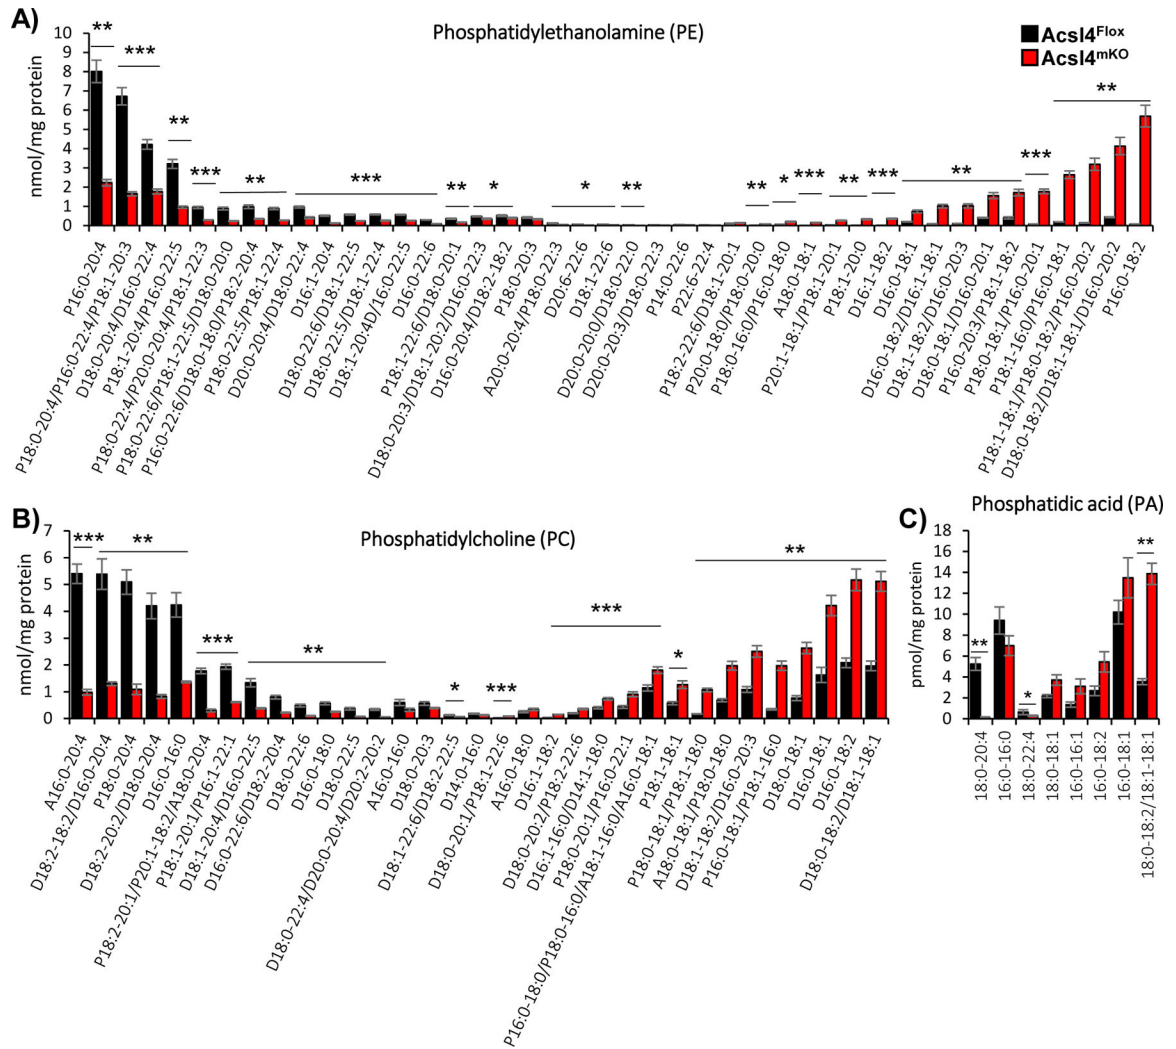 A)
Phosphatidylethanolamine (PE)
Acsl4Flox
Acsl4mKO
nmol/mg protein
10
9
8
7
6
5
4
3
2
1
0
**
***
**
***
**
***
**
*
*
**
**
*
***
**
***
**
***
**
P16:0-20:4
P18:0-20:4/P16:0-22:4/P18:1-20:3
D18:0-20:4/D16:0-22:4
P18:1-20:4/P16:0-22:5
P18:0-22:4/P20:0-20:4/P18:1-22:3
P18:0-22:6/P18:1-22:5/D18:0-20:0
P16:0-22:6/D18:0-18:0/P18:2-20:4
P18:0-22:5/P18:1-22:4
D20:0-20:4/D18:0-22:4
D16:1-20:4
D18:0-22:6/D18:1-22:5
D18:0-22:5/D18:1-22:4
D18:1-20:4D/D16:0-22:5
D16:0-22:6
P18:1-22:6/D18:0-20:1
D18:0-20:3/D18:1-20:2/D16:0-22:3
D16:0-20:4/D18:2-18:2
P18:0-20:3
A20:0-20:4/P18:0-22:3
D20:6-22:6
D18:1-22:6
D20:0-20:0/D18:0-22:0
D20:0-20:3/D18:0-22:3
P14:0-22:6
P22:6-22:4
P18:2-22:6/D18:1-20:1
P20:0-18:0/P18:0-20:0
P18:0-16:0/P16:0-18:0
A18:0-18:1
P20:1-18:1/P18:1-20:1
P18:1-20:0
D16:1-18:2
D16:0-18:1
D16:0-18:2/D16:1-18:1
D18:1-18:2/D16:0-20:3
D18:0-18:1/D16:0-20:1
P16:0-20:3/P18:1-18:2
P18:0-18:1/P16:0-20:1
P18:1-16:0/P16:0-18:1
P18:1-18:1/P18:0-18:2/P16:0-20:2
D18:0-18:2/D18:1-18:1/D16:0-20:2
P16:0-18:2
B)
Phosphatidylcholine (PC)
nmol/mg protein
7
6
5
4
3
2
1
0
***
**
***
**
*
***
***
*
**
A16:0-20:4
D18:2-18:2/D16:0-20:4
P18:0-20:4
D18:2-20:2/D18:0-20:4
D16:0-16:0
P18:2-20:1/P20:1-18:2/A18:0-20:4
P18:1-20:1/P16:1-22:1
D18:1-20:4/D16:0-22:5
D16:0-22:6/D18:2-20:4
D18:0-22:6
D16:0-18:0
D18:0-22:5
D18:0-22:4/D20:0-20:4/D20:2-20:2
A16:0-16:0
D18:0-20:3
D18:1-22:6/D18:2-22:5
D14:0-16:0
D18:0-20:1/P18:1-22:6
A16:0-18:0
D16:1-18:2
D18:0-20:2/P18:2-22:6
D16:1-16:0/D14:1-18:0
P18:0-20:1/P16:0-22:1
P16:0-18:0/P18:0-16:0/A18:1-16:0/A16:0-18:1
P18:1-18:1
P18:0-18:1/P18:1-18:0
A18:0-18:1/P18:0-18:0
D18:1-18:2/D16:0-20:3
P16:0-18:1/P18:1-16:0
D18:0-18:1
D16:0-18:1
D16:0-18:2
D18:0-18:2/D18:1-18:1
C)
Phosphatidic acid (PA)
pmol/mg protein
18
16
14
12
10
8
6
4
2
0
**
*
**
18:0-20:4
16:0-16:0
18:0-22:4
18:0-18:1
16:0-16:1
16:0-18:2
16:0-18:1
18:0-18:2/18:1-18:1